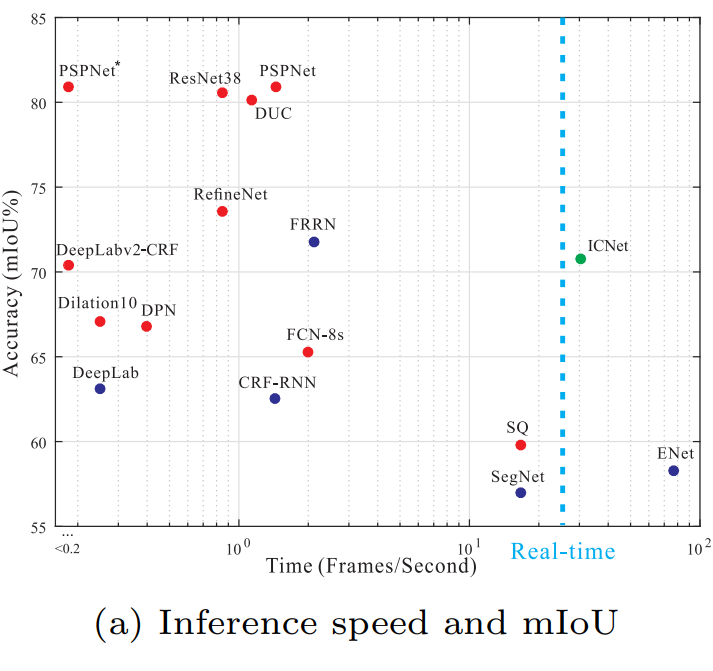 85
PSPNet*
ResNet38
PSPNet
80
DUC
75
RefineNet
FRRN
DeepLabv2-CRF
ICNet
70
Dilation10
DPN
FCN-8s
65
DeepLab
CRF-RNN
60
SQ
ENet
SegNet
55
Accuracy (mIoU%)
...
<0.2
10^0
10^1
10^2
Real-time
Time (Frames/Second)
(a) Inference speed and mIoU